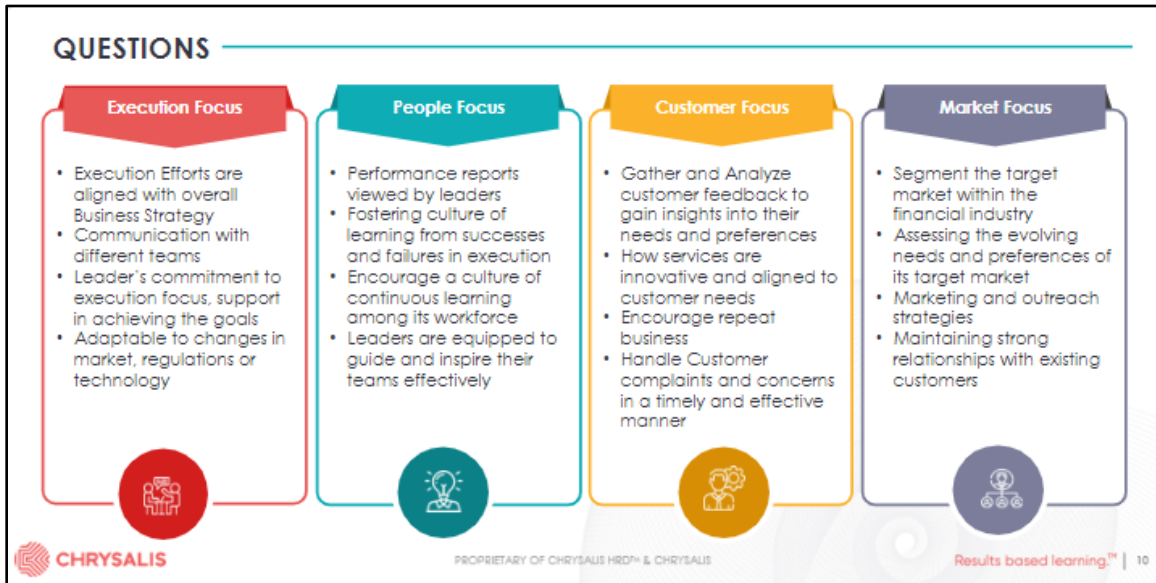 QUESTIONS
Execution Focus
• Execution Efforts are
aligned with overall
Business Strategy
• Communication with
different teams
• Leader's commitment to
execution focus, support
in achieving the goals
• Adaptable to changes in
market, regulations or
technology
People Focus
• Performance reports
viewed by leaders
• Fostering culture of
learning from successes
and failures in execution
• Encourage a culture of
continuous learning
among its workforce
• Leaders are equipped to
guide and inspire their
teams effectively
Customer Focus
• Gather and Analyze
customer feedback to
gain insights into their
needs and preferences
• How services are
innovative and aligned to
customer needs
• Encourage repeat
business
• Handle Customer
complaints and concerns
in a timely and effective
manner
Market Focus
• Segment the target
market within the
financial industry
• Assessing the evolving
needs and preferences of
its target market
• Marketing and outreach
strategies
• Maintaining strong
relationships with existing
customers
CHRYSALIS
PROPRIETARY OF CHRYSALIS HRD™ & CHRYSALIS
Results based learning.™ | 10